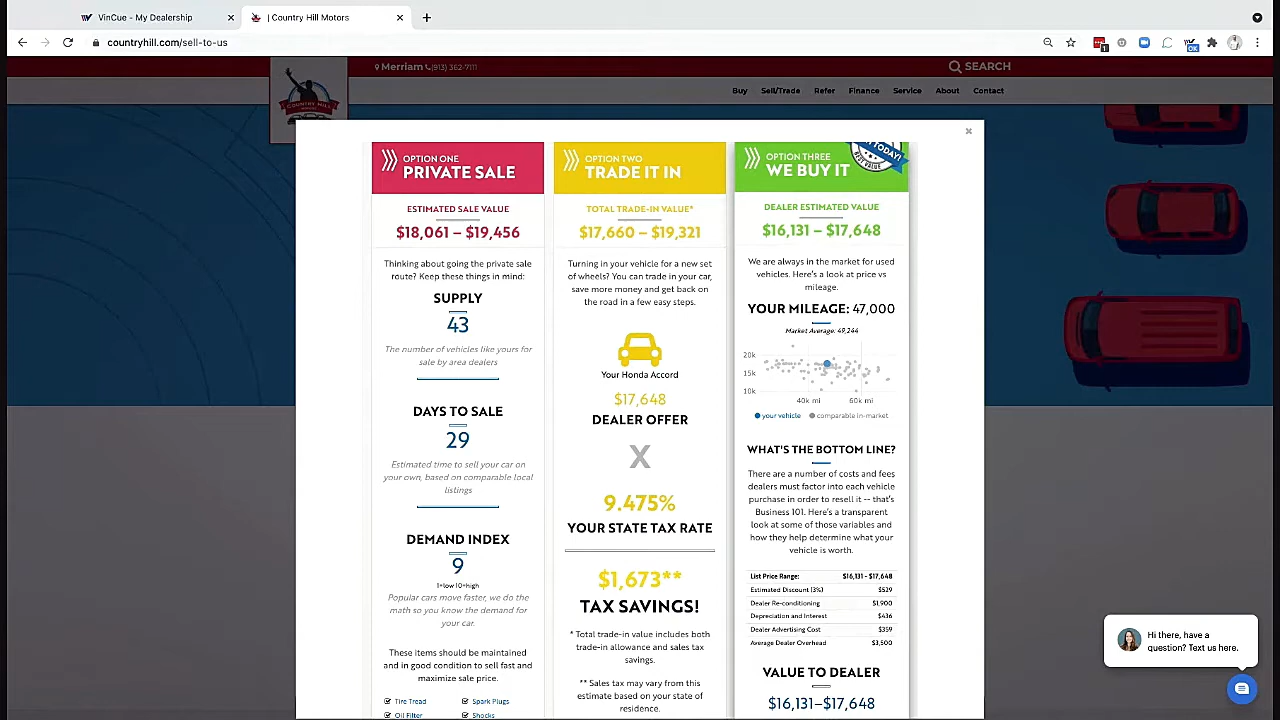 VinCue - My Dealership
| Country Hill Motors
countryhill.com/sell-to-us
Merriam (913) 362-7111
SEARCH
COUNTRY HILL
Buy Sell/Trade Refer Finance Service About Contact
OPTION ONE
PRIVATE SALE
ESTIMATED SALE VALUE
$18,061 – $19,456
Thinking about going the private sale
route? Keep these things in mind:
SUPPLY
43
The number of vehicles like yours for
sale by area dealers
DAYS TO SALE
29
Estimated time to sell your car on
your own, based on comparable local
listings
DEMAND INDEX
9
1=low 10=high
Popular cars move faster, we do the
math so you know the demand for
your car.
These items should be maintained
and in good condition to sell fast and
maximize sale price.
Tire Tread Spark Plugs
Oil Filter Shocks
OPTION TWO
TRADE IT IN
TOTAL TRADE-IN VALUE*
$17,660 – $19,321
Turning in your vehicle for a new set
of wheels? You can trade in your car,
save more money and get back on
the road in a few easy steps.
Your Honda Accord
$17,648
DEALER OFFER
X
9.475%
YOUR STATE TAX RATE
$1,673**
TAX SAVINGS!
* Total trade-in value includes both
trade-in allowance and sales tax
savings.
** Sales tax may vary from this
estimate based on your state of
residence.
OPTION THREE
WE BUY IT
TODAY!
DEALER ESTIMATED VALUE
$16,131 – $17,648
We are always in the market for used
vehicles. Here's a look at price vs
mileage.
YOUR MILEAGE: 47,000
Market Average: 49,244
20k
15k
10k
40k mi 60k mi
your vehicle comparable in-market
WHAT'S THE BOTTOM LINE?
There are a number of costs and fees
dealers must factor into each vehicle
purchase in order to resell it -- that's
Business 101. Here's a transparent
look at some of those variables and
how they help determine what your
vehicle is worth.
List Price Range: $16,131 - $17,648
Estimated Discount (3%) $529
Dealer Re-conditioning $1,900
Depreciation and Interest $436
Dealer Advertising Cost $359
Average Dealer Overhead $3,500
VALUE TO DEALER
$16,131–$17,648
Hi there, have a
question? Text us here.